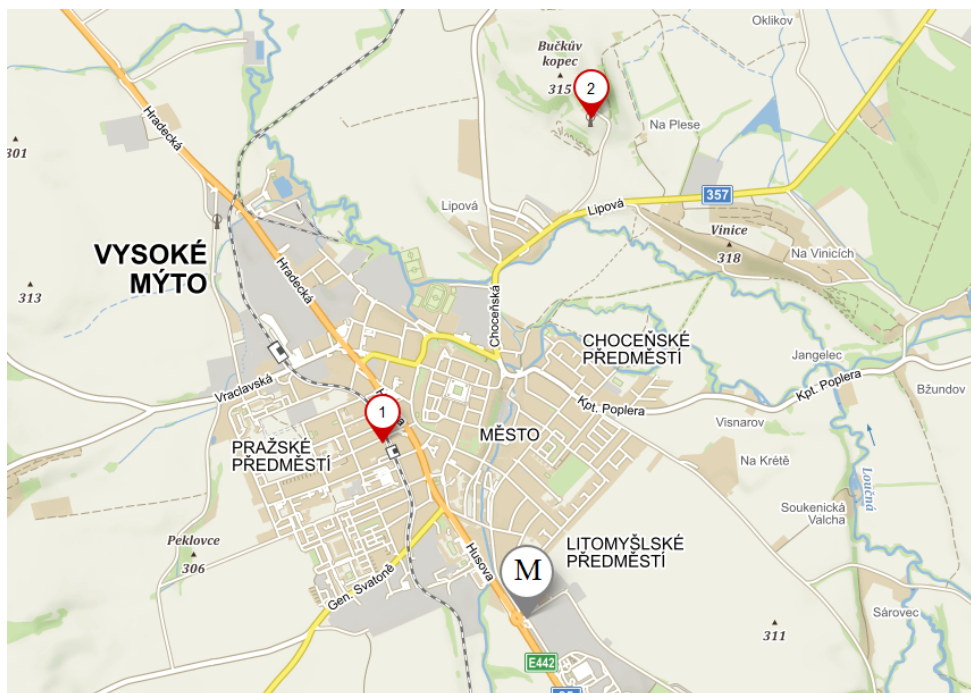 Oklikov
Bučkův
kopec
315
2
Hradecká
Na Plese
301
357
Lipová
Lipová
Vinice
318
VYSOKÉ
MÝTO
Na Vinicích
Hradecká
313
Choceňská
CHOCEŇSKÉ
PŘEDMĚSTÍ
Jangelec
Vraclavská
Kpt. Poplera
Kpt. Poplera
Bžundov
1
Visnarov
MĚSTO
PRAŽSKÉ
PŘEDMĚSTÍ
Na Krétě
Loučná
Soukenická
Valcha
Peklovce
306
Husova
LITOMYŠLSKÉ
PŘEDMĚSTÍ
M
Gen. Svatoně
Sárovec
311
E442